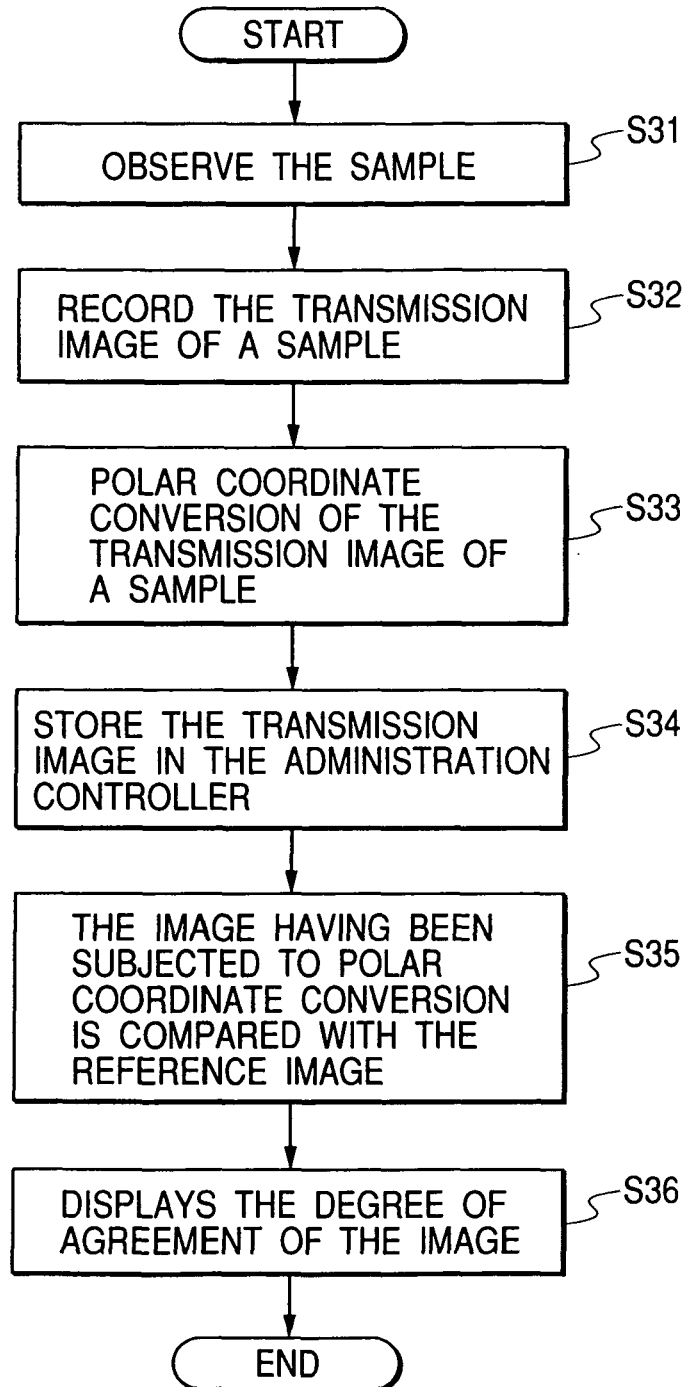 START
OBSERVE THE SAMPLE
S31
RECORD THE TRANSMISSION
IMAGE OF A SAMPLE
S32
POLAR COORDINATE
CONVERSION OF THE
TRANSMISSION IMAGE OF
A SAMPLE
S33
STORE THE TRANSMISSION
IMAGE IN THE ADMINISTRATION
CONTROLLER
S34
THE IMAGE HAVING BEEN
SUBJECTED TO POLAR
COORDINATE CONVERSION
IS COMPARED WITH THE
REFERENCE IMAGE
S35
DISPLAYS THE DEGREE OF
AGREEMENT OF THE IMAGE
S36
END